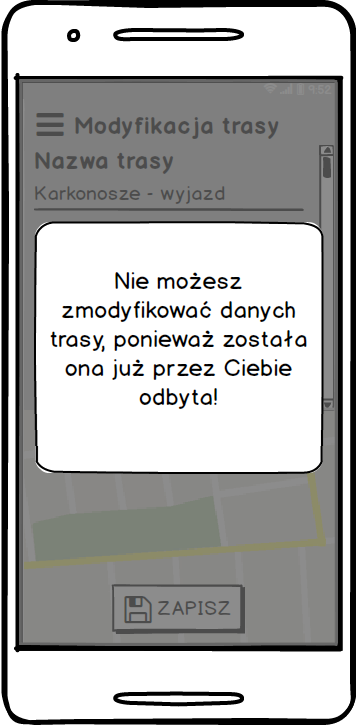 9:52
Modyfikacja trasy
Nazwa trasy
Karkonosze - wyjazd
Nie możesz
zmodyfikować danych
trasy, ponieważ została
ona już przez Ciebie
odbyta!
ZAPISZ